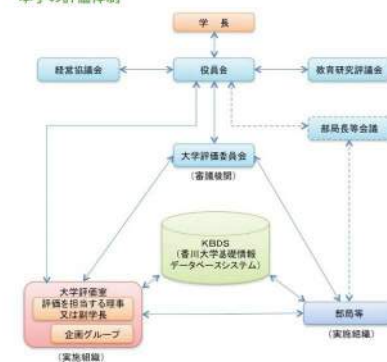 学 長
経営協議会
役員会
教育研究評議会
部局長等会議
大学評価委員会
(審議機関)
KBDS
(香川大学基礎情報
データベースシステム)
大学評価室
評価を担当する理事
又は副学長
企画グループ
(実施組織)
部局等
(実施組織)